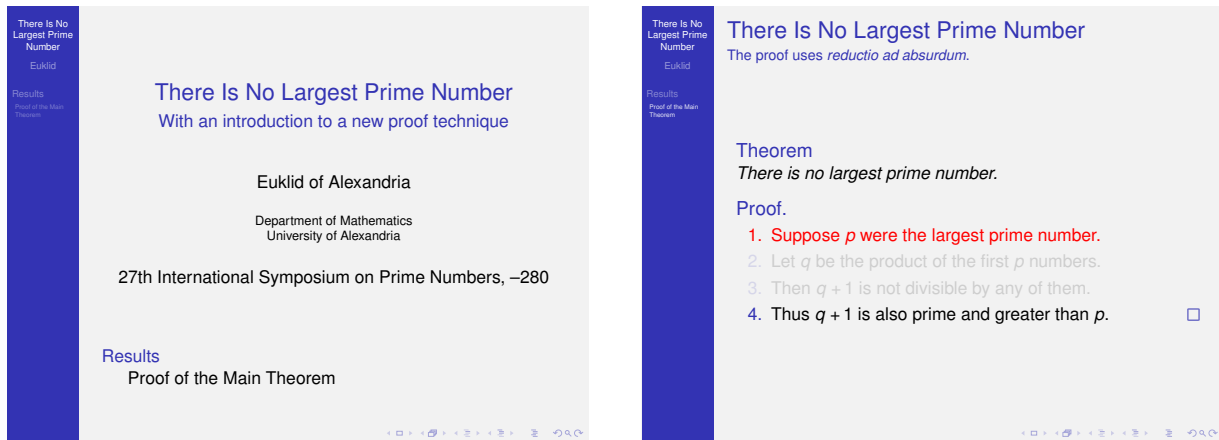 There Is No
Largest Prime
Number
Euklid
Results
Proof of the Main
Theorem
There Is No Largest Prime Number
With an introduction to a new proof technique
Euklid of Alexandria
Department of Mathematics
University of Alexandria
27th International Symposium on Prime Numbers, –280
Results
Proof of the Main Theorem
There Is No
Largest Prime
Number
Euklid
Results
Proof of the Main
Theorem
There Is No Largest Prime Number
The proof uses reductio ad absurdum.
Theorem
There is no largest prime number.
Proof.
1. Suppose p were the largest prime number.
2. Let q be the product of the first p numbers.
3. Then q + 1 is not divisible by any of them.
4. Thus q + 1 is also prime and greater than p. □